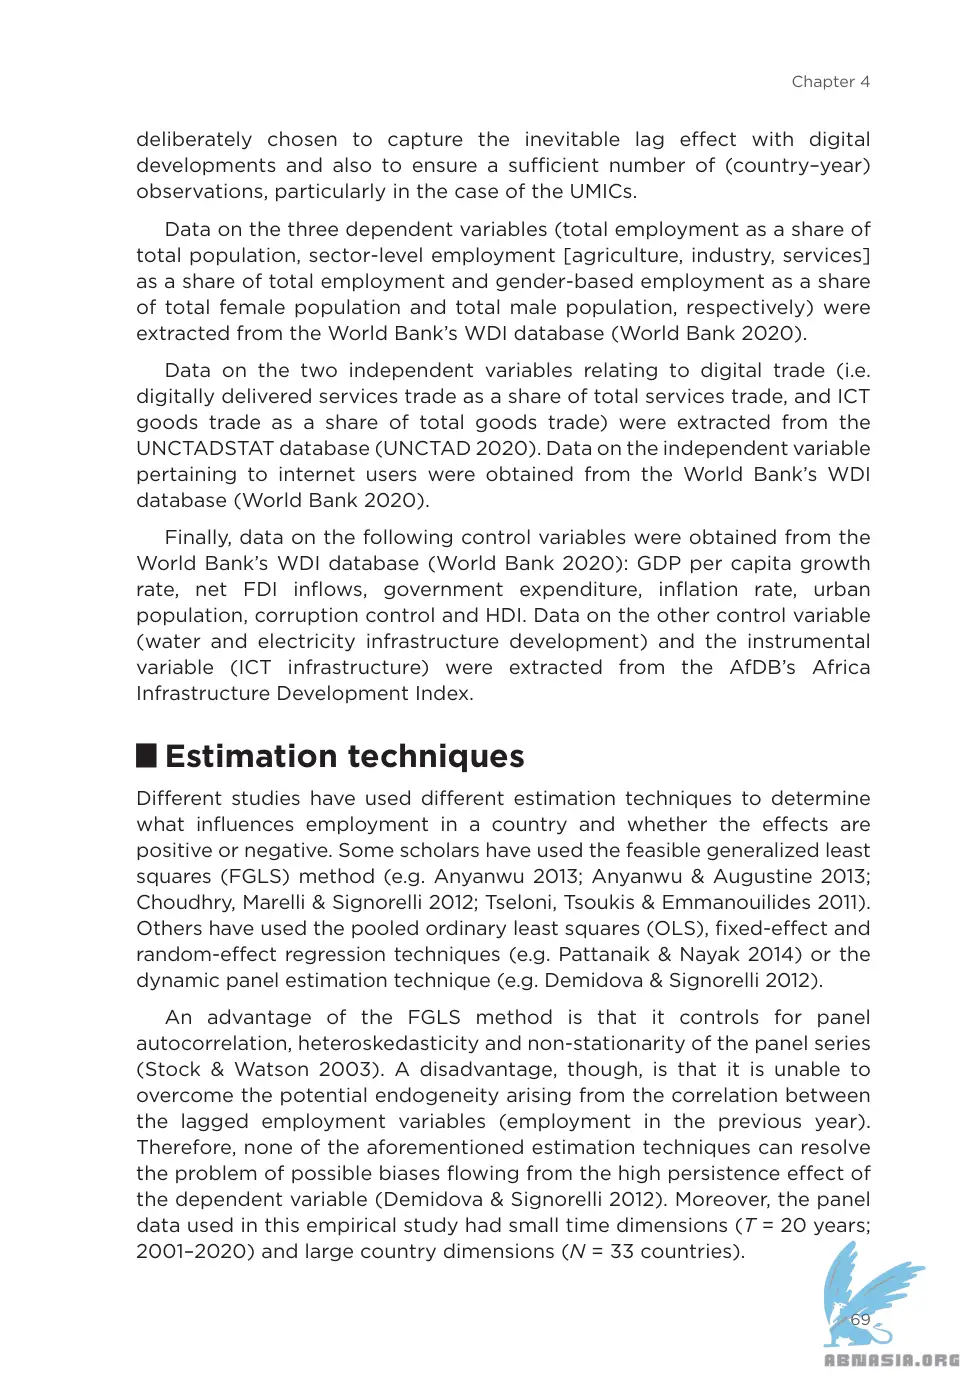 Chapter 4
deliberately chosen to capture the inevitable lag effect with digital
developments and also to ensure a sufficient number of (country–year)
observations, particularly in the case of the UMICs.
Data on the three dependent variables (total employment as a share of
total population, sector-level employment [agriculture, industry, services]
as a share of total employment and gender-based employment as a share
of total female population and total male population, respectively) were
extracted from the World Bank’s WDI database (World Bank 2020).
Data on the two independent variables relating to digital trade (i.e.
digitally delivered services trade as a share of total services trade, and ICT
goods trade as a share of total goods trade) were extracted from the
UNCTADSTAT database (UNCTAD 2020). Data on the independent variable
pertaining to internet users were obtained from the World Bank’s WDI
database (World Bank 2020).
Finally, data on the following control variables were obtained from the
World Bank’s WDI database (World Bank 2020): GDP per capita growth
rate, net FDI inflows, government expenditure, inflation rate, urban
population, corruption control and HDI. Data on the other control variable
(water and electricity infrastructure development) and the instrumental
variable (ICT infrastructure) were extracted from the AfDB’s Africa
Infrastructure Development Index.
Estimation techniques
Different studies have used different estimation techniques to determine
what influences employment in a country and whether the effects are
positive or negative. Some scholars have used the feasible generalized least
squares (FGLS) method (e.g. Anyanwu 2013; Anyanwu & Augustine 2013;
Choudhry, Marelli & Signorelli 2012; Tseloni, Tsoukis & Emmanouilides 2011).
Others have used the pooled ordinary least squares (OLS), fixed-effect and
random-effect regression techniques (e.g. Pattanaik & Nayak 2014) or the
dynamic panel estimation technique (e.g. Demidova & Signorelli 2012).
An advantage of the FGLS method is that it controls for panel
autocorrelation, heteroskedasticity and non-stationarity of the panel series
(Stock & Watson 2003). A disadvantage, though, is that it is unable to
overcome the potential endogeneity arising from the correlation between
the lagged employment variables (employment in the previous year).
Therefore, none of the aforementioned estimation techniques can resolve
the problem of possible biases flowing from the high persistence effect of
the dependent variable (Demidova & Signorelli 2012). Moreover, the panel
data used in this empirical study had small time dimensions (T = 20 years;
2001–2020) and large country dimensions (N = 33 countries).
69
ABNASIA.ORG